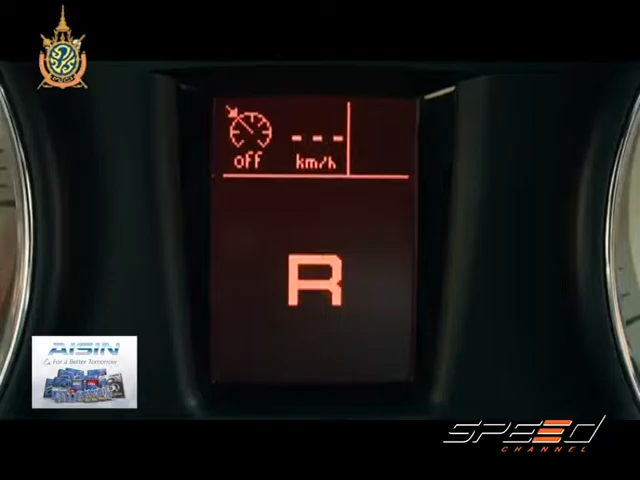 off
--- km/h
R
AISIN
For a Better Tomorrow
SPEED
CHANNEL